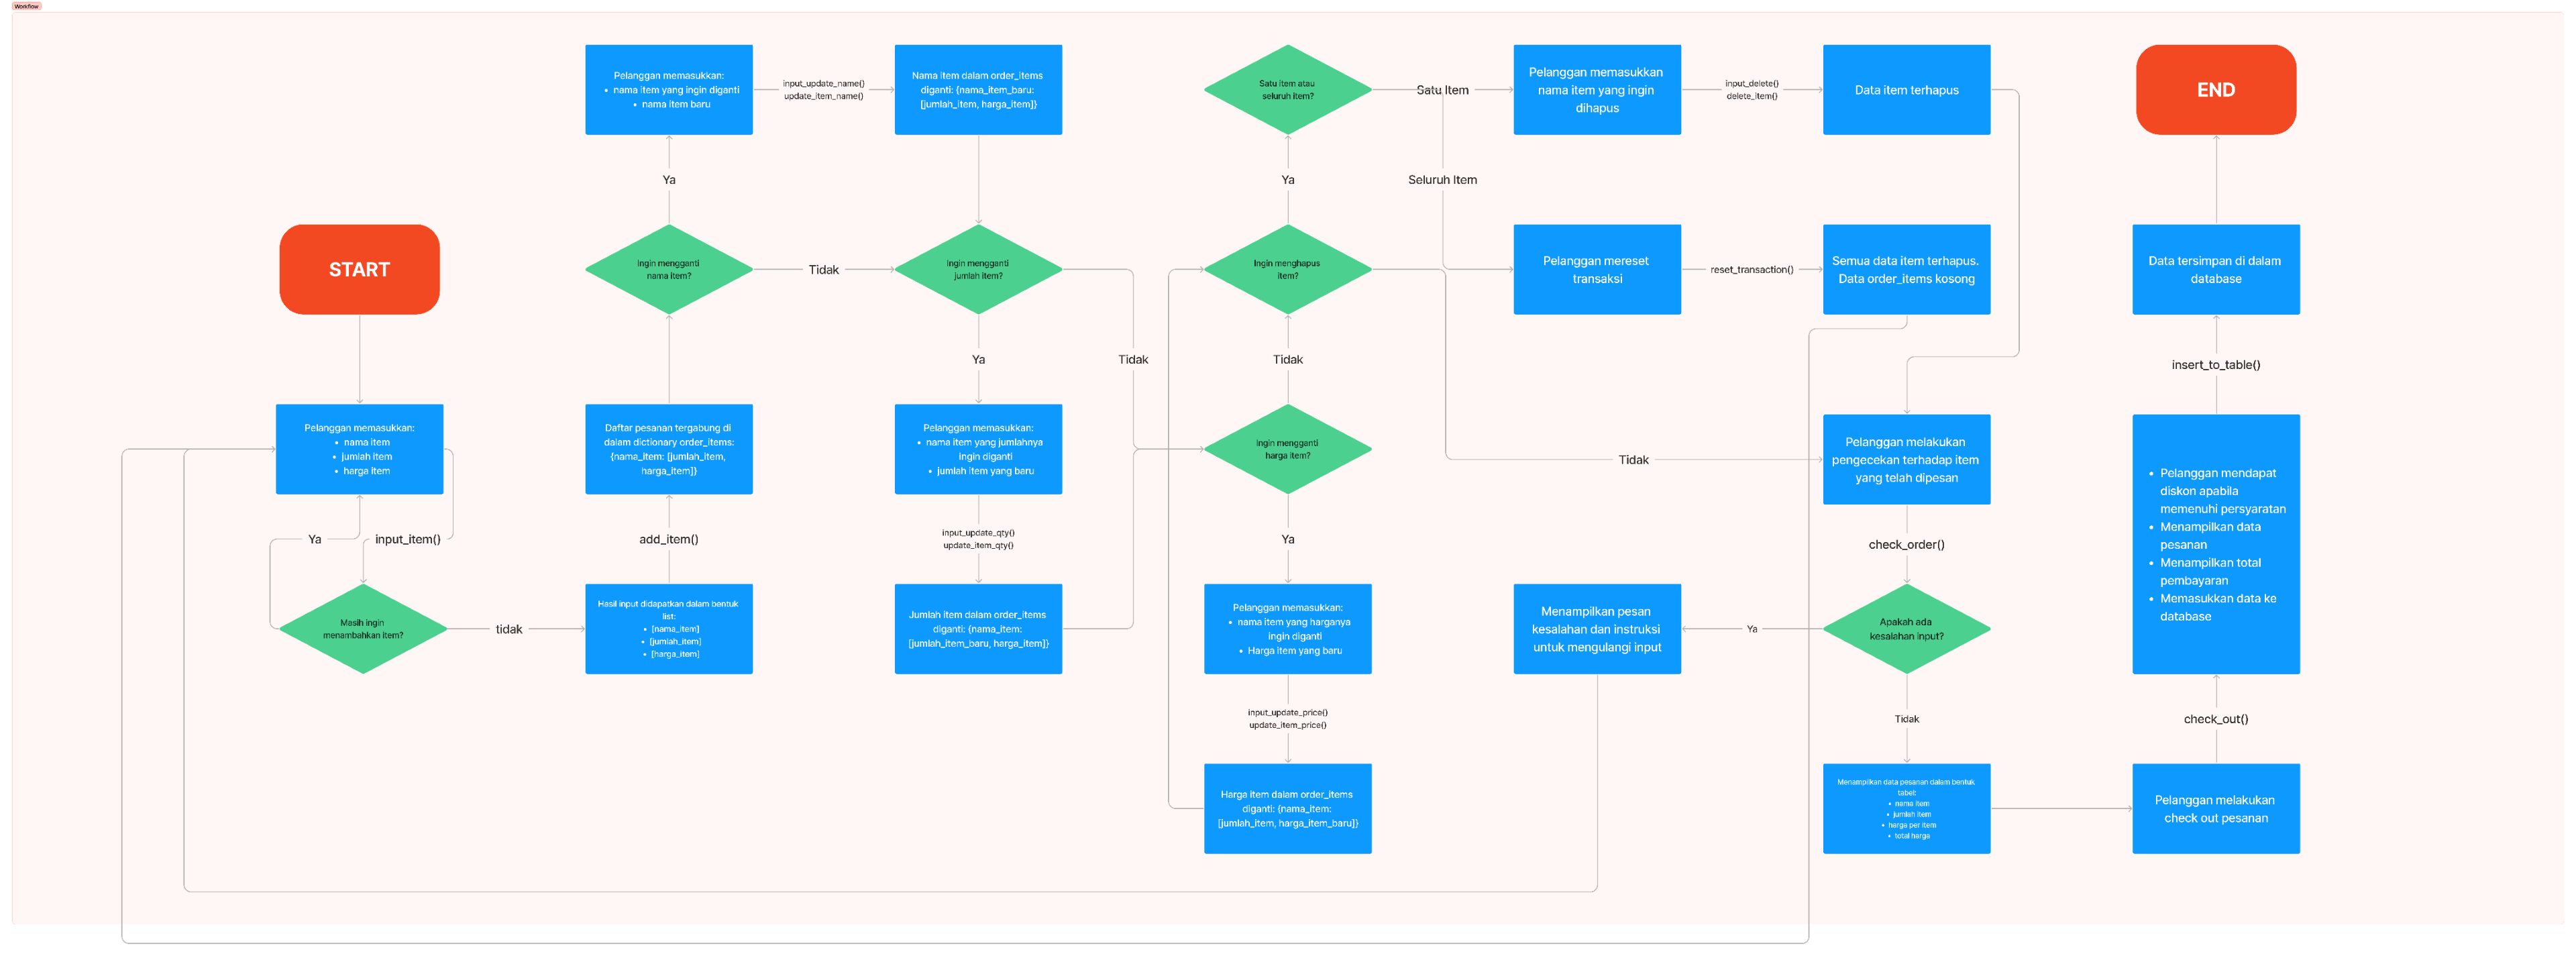 Workflow
START
Pelanggan memasukkan:
• nama item
• jumlah item
• harga item
Ya
input_item()
Masih ingin
menambahkan item?
tidak
Hasil input didapatkan dalam bentuk
list:
• [nama_item]
• [jumlah_item]
• [harga_item]
add_item()
Daftar pesanan tergabung di
dalam dictionary order_items:
{nama_item: [jumlah_item,
harga_item]}
Ingin mengganti
nama item?
Ya
Pelanggan memasukkan:
• nama item yang ingin diganti
• nama item baru
input_update_name()
update_item_name()
Nama item dalam order_items
diganti: {nama_item_baru:
[jumlah_item, harga_item]}
Tidak
Ingin mengganti
jumlah item?
Ya
Pelanggan memasukkan:
• nama item yang jumlahnya
ingin diganti
• jumlah item yang baru
input_update_qty()
update_item_qty()
Jumlah item dalam order_items
diganti: {nama_item:
[jumlah_item_baru, harga_item]}
Tidak
Ingin mengganti
harga item?
Ya
Pelanggan memasukkan:
• nama item yang harganya
ingin diganti
• Harga item yang baru
input_update_price()
update_item_price()
Harga item dalam order_items
diganti: {nama_item:
[jumlah_item, harga_item_baru]}
Tidak
Ingin menghapus
item?
Ya
Satu item atau
seluruh item?
Satu Item
Pelanggan memasukkan
nama item yang ingin
dihapus
input_delete()
delete_item()
Data item terhapus
Seluruh Item
Pelanggan mereset
transaksi
reset_transaction()
Semua data item terhapus.
Data order_items kosong
Tidak
Pelanggan melakukan
pengecekan terhadap item
yang telah dipesan
check_order()
Apakah ada
kesalahan input?
Ya
Menampilkan pesan
kesalahan dan instruksi
untuk mengulangi input
Tidak
Menampilkan data pesanan dalam bentuk
tabel:
• nama item
• jumlah item
• harga per item
• total harga
Pelanggan melakukan
check out pesanan
check_out()
• Pelanggan mendapat
diskon apabila
memenuhi persyaratan
• Menampilkan data
pesanan
• Menampilkan total
pembayaran
• Memasukkan data ke
database
insert_to_table()
Data tersimpan di dalam
database
END